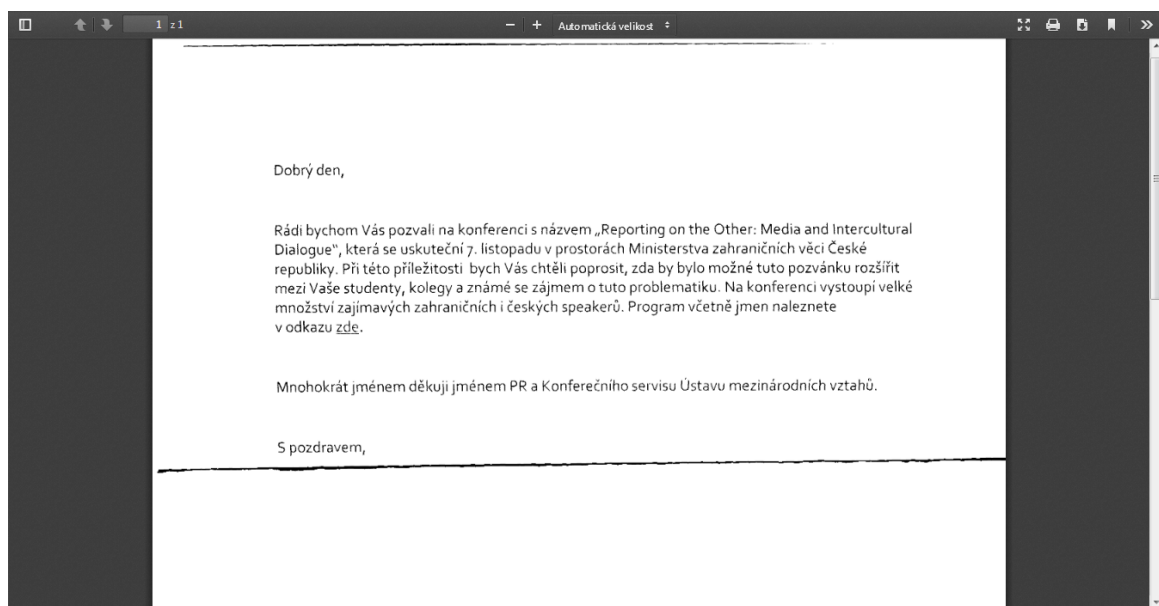 1 z 1
Automatická velikost
Dobrý den,
Rádi bychom Vás pozvali na konferenci s názvem „Reporting on the Other: Media and Intercultural
Dialogue“, která se uskuteční 7. listopadu v prostorách Ministerstva zahraničních věcí České
republiky. Při této příležitosti bych Vás chtěli poprosit, zda by bylo možné tuto pozvánku rozšířit
mezi Vaše studenty, kolegy a známé se zájmem o tuto problematiku. Na konferenci vystoupí velké
množství zajímavých zahraničních i českých speakerů. Program včetně jmen naleznete
v odkazu zde.
Mnohokrát jménem děkuji jménem PR a Konferečního servisu Ústavu mezinárodních vztahů.
S pozdravem,